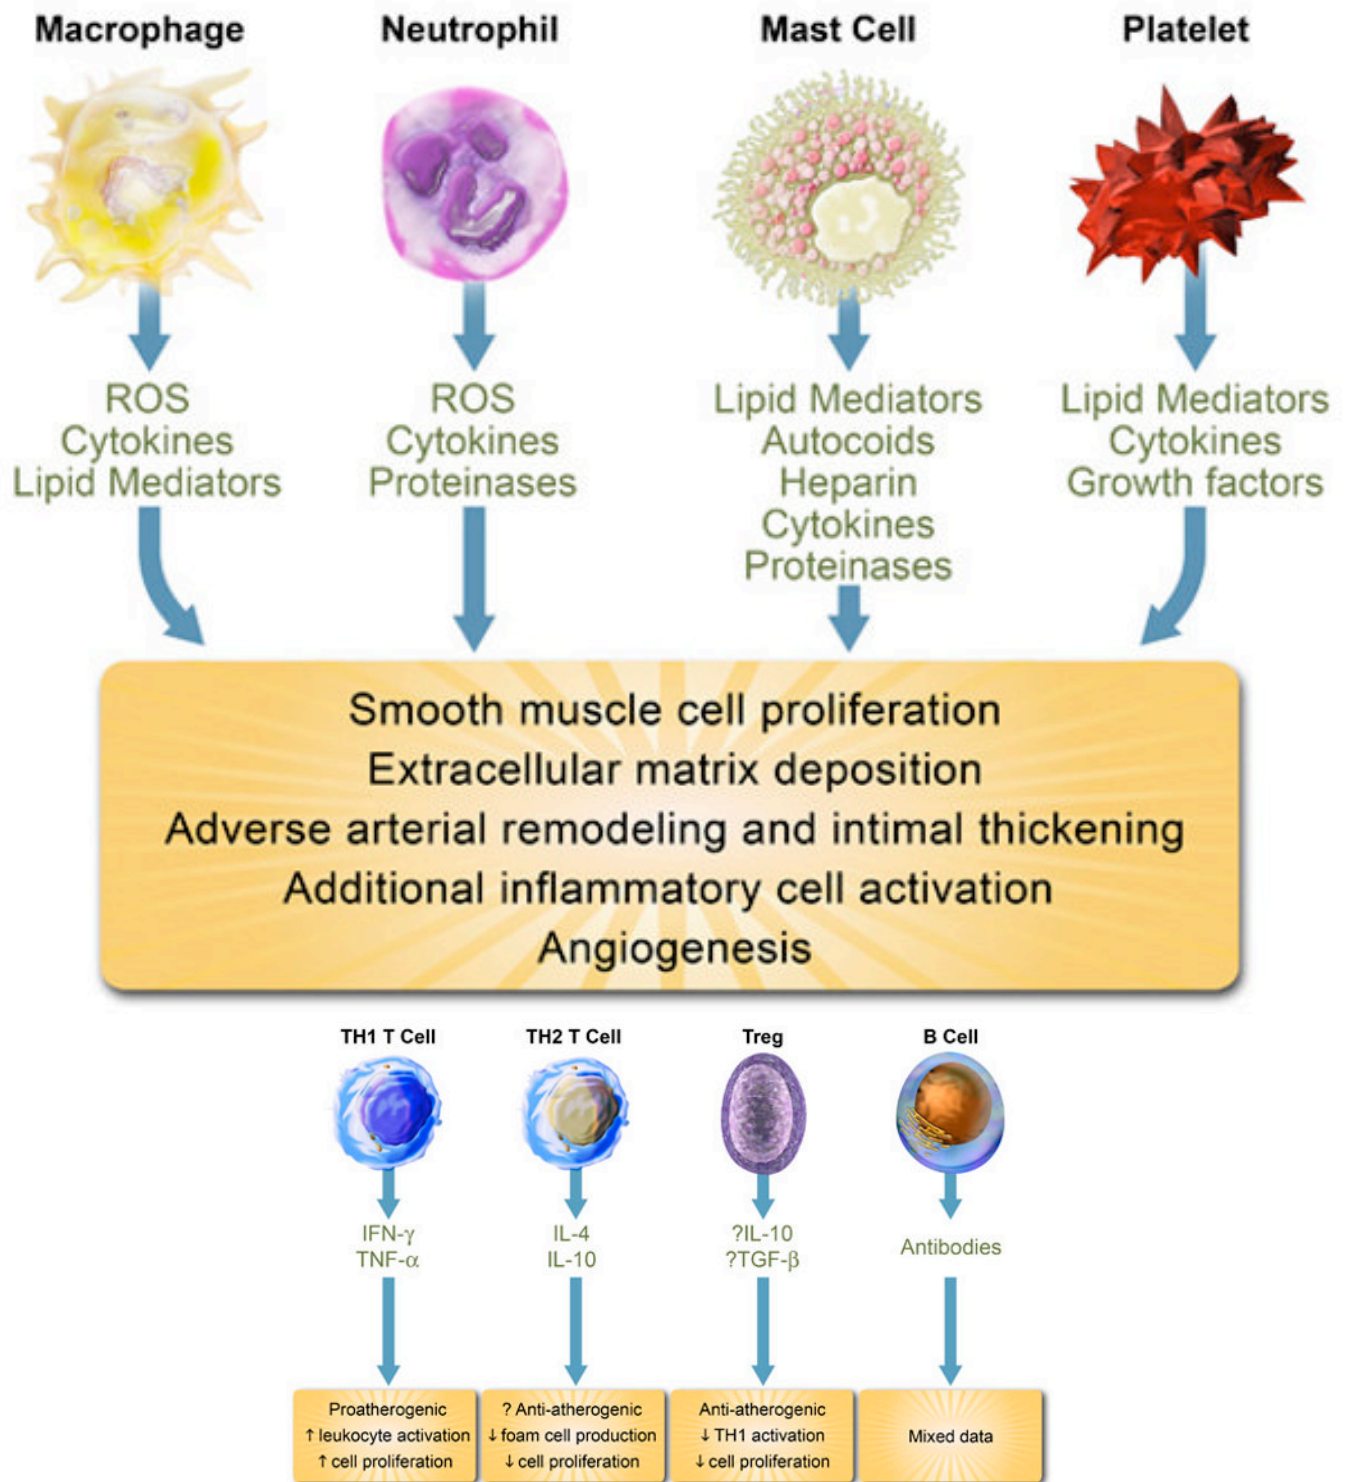 Macrophage
Neutrophil
Mast Cell
Platelet
ROS
Cytokines
Lipid Mediators
ROS
Cytokines
Proteinases
Lipid Mediators
Autocoids
Heparin
Cytokines
Proteinases
Lipid Mediators
Cytokines
Growth factors
Smooth muscle cell proliferation
Extracellular matrix deposition
Adverse arterial remodeling and intimal thickening
Additional inflammatory cell activation
Angiogenesis
TH1 T Cell
TH2 T Cell
Treg
B Cell
IFN-γ
TNF-α
IL-4
IL-10
?IL-10
?TGF-β
Antibodies
Proatherogenic
↑ leukocyte activation
↑ cell proliferation
? Anti-atherogenic
↓ foam cell production
↓ cell proliferation
Anti-atherogenic
↓ TH1 activation
↓ cell proliferation
Mixed data